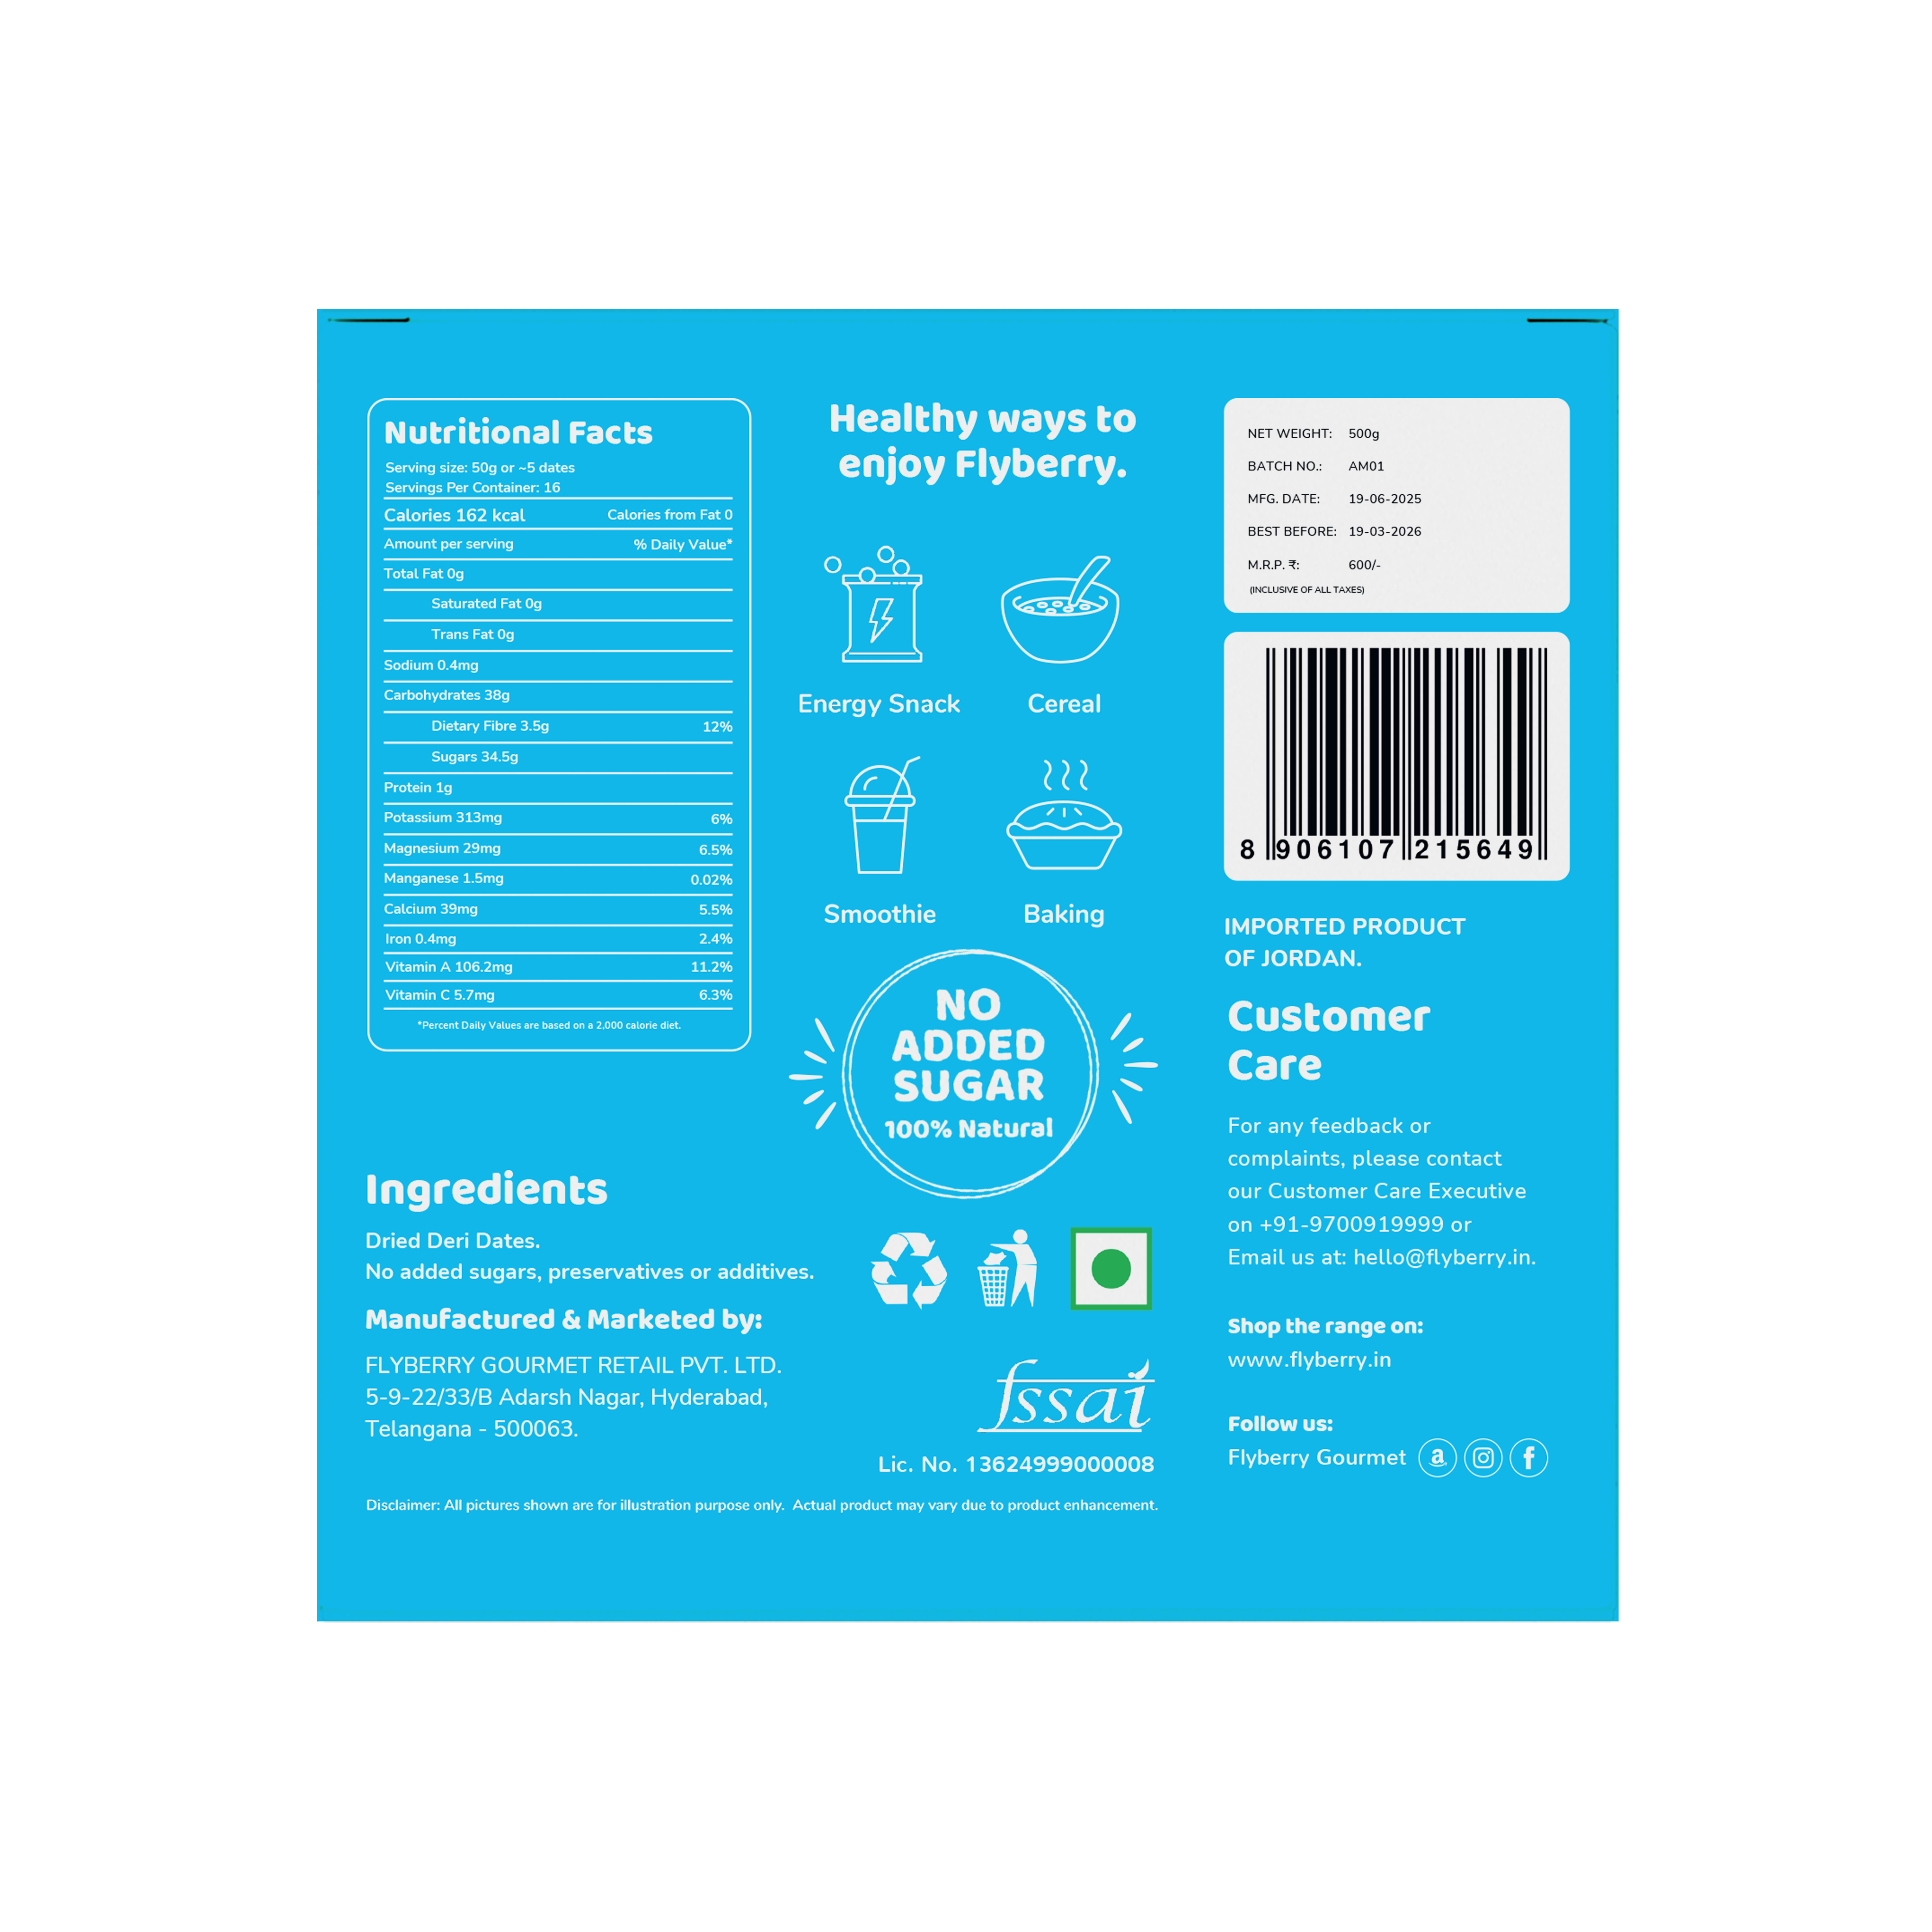 Nutritional Facts
Serving size: 50g or ~5 dates
Servings Per Container: 16
Calories 162 kcal Calories from Fat 0
Amount per serving % Daily Value*
Total Fat 0g
Saturated Fat 0g
Trans Fat 0g
Sodium 0.4mg
Carbohydrates 38g
Dietary Fibre 3.5g 12%
Sugars 34.5g
Protein 1g
Potassium 313mg 6%
Magnesium 29mg 6.5%
Manganese 1.5mg 0.02%
Calcium 39mg 5.5%
Iron 0.4mg 2.4%
Vitamin A 106.2mg 11.2%
Vitamin C 5.7mg 6.3%
*Percent Daily Values are based on a 2,000 calorie diet.
Ingredients
Dried Deri Dates.
No added sugars, preservatives or additives.
Manufactured & Marketed by:
FLYBERRY GOURMET RETAIL PVT. LTD.
5-9-22/33/B Adarsh Nagar, Hyderabad,
Telangana - 500063.
Healthy ways to
enjoy Flyberry.
Energy Snack Cereal
Smoothie Baking
NO
ADDED
SUGAR
100% Natural
fssai
Lic. No. 13624999000008
Disclaimer: All pictures shown are for illustration purpose only. Actual product may vary due to product enhancement.
NET WEIGHT: 500g
BATCH NO.: AM01
MFG. DATE: 19-06-2025
BEST BEFORE: 19-03-2026
M.R.P. ₹: 600/-
(INCLUSIVE OF ALL TAXES)
8 906107 215649
IMPORTED PRODUCT
OF JORDAN.
Customer
Care
For any feedback or
complaints, please contact
our Customer Care Executive
on +91-9700919999 or
Email us at: hello@flyberry.in.
Shop the range on:
www.flyberry.in
Follow us:
Flyberry Gourmet